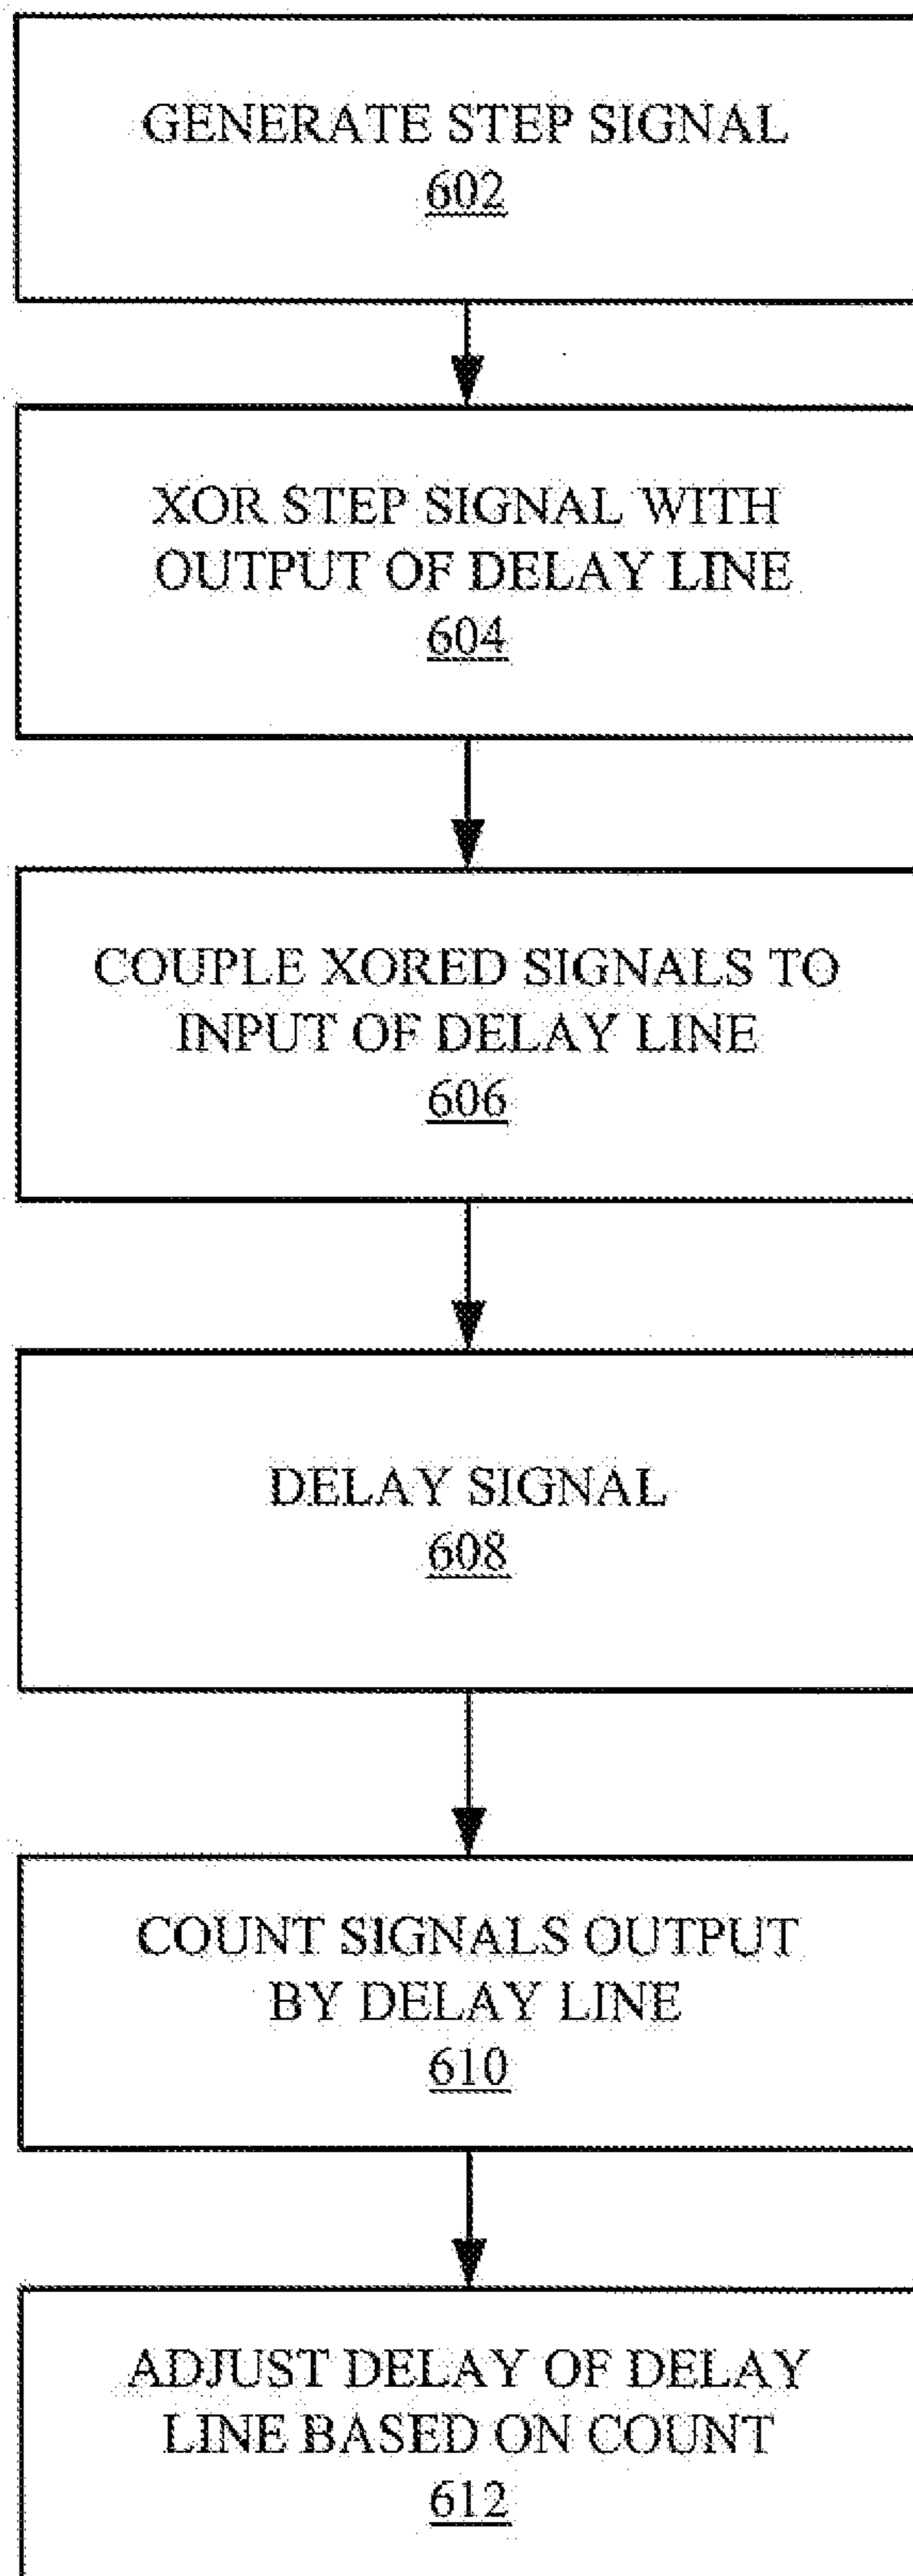 GENERATE STEP SIGNAL
602
XOR STEP SIGNAL WITH
OUTPUT OF DELAY LINE
604
COUPLE XORED SIGNALS TO
INPUT OF DELAY LINE
606
DELAY SIGNAL
608
COUNT SIGNALS OUTPUT
BY DELAY LINE
610
ADJUST DELAY OF DELAY
LINE BASED ON COUNT
612